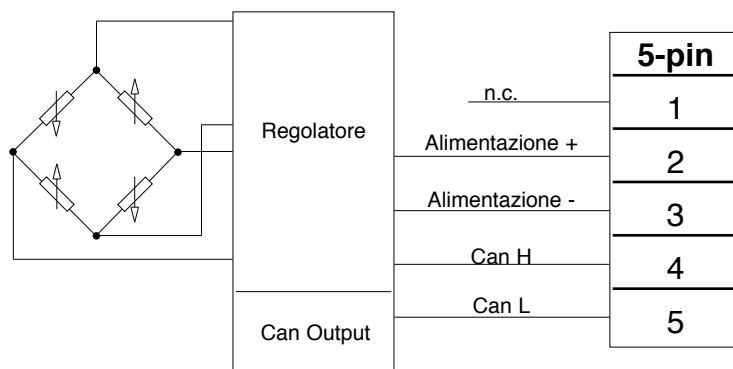 5-pin
n.c.
1
Regolatore
Alimentazione +
2
Alimentazione -
3
Can H
4
Can L
5
Can Output